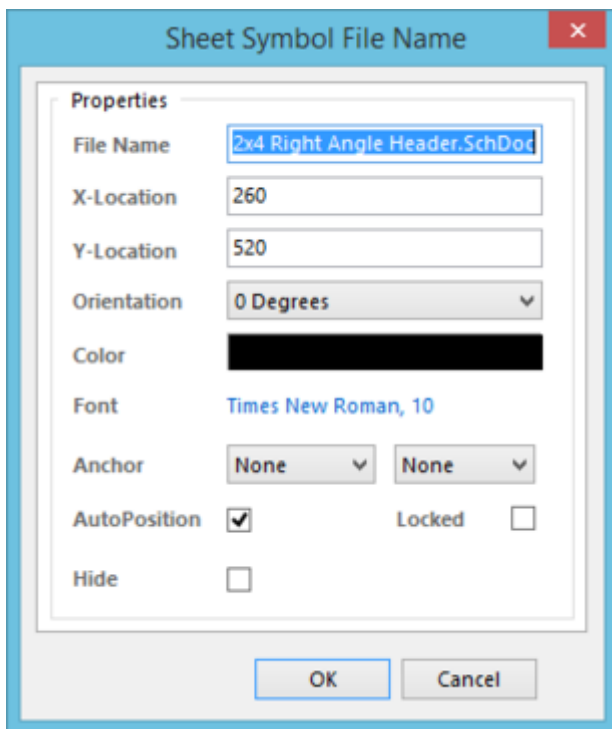 Sheet Symbol File Name
Properties
File Name 2x4 Right Angle Header.SchDoc
X-Location 260
Y-Location 520
Orientation 0 Degrees
Color
Font Times New Roman, 10
Anchor None None
AutoPosition Locked
Hide
OK Cancel